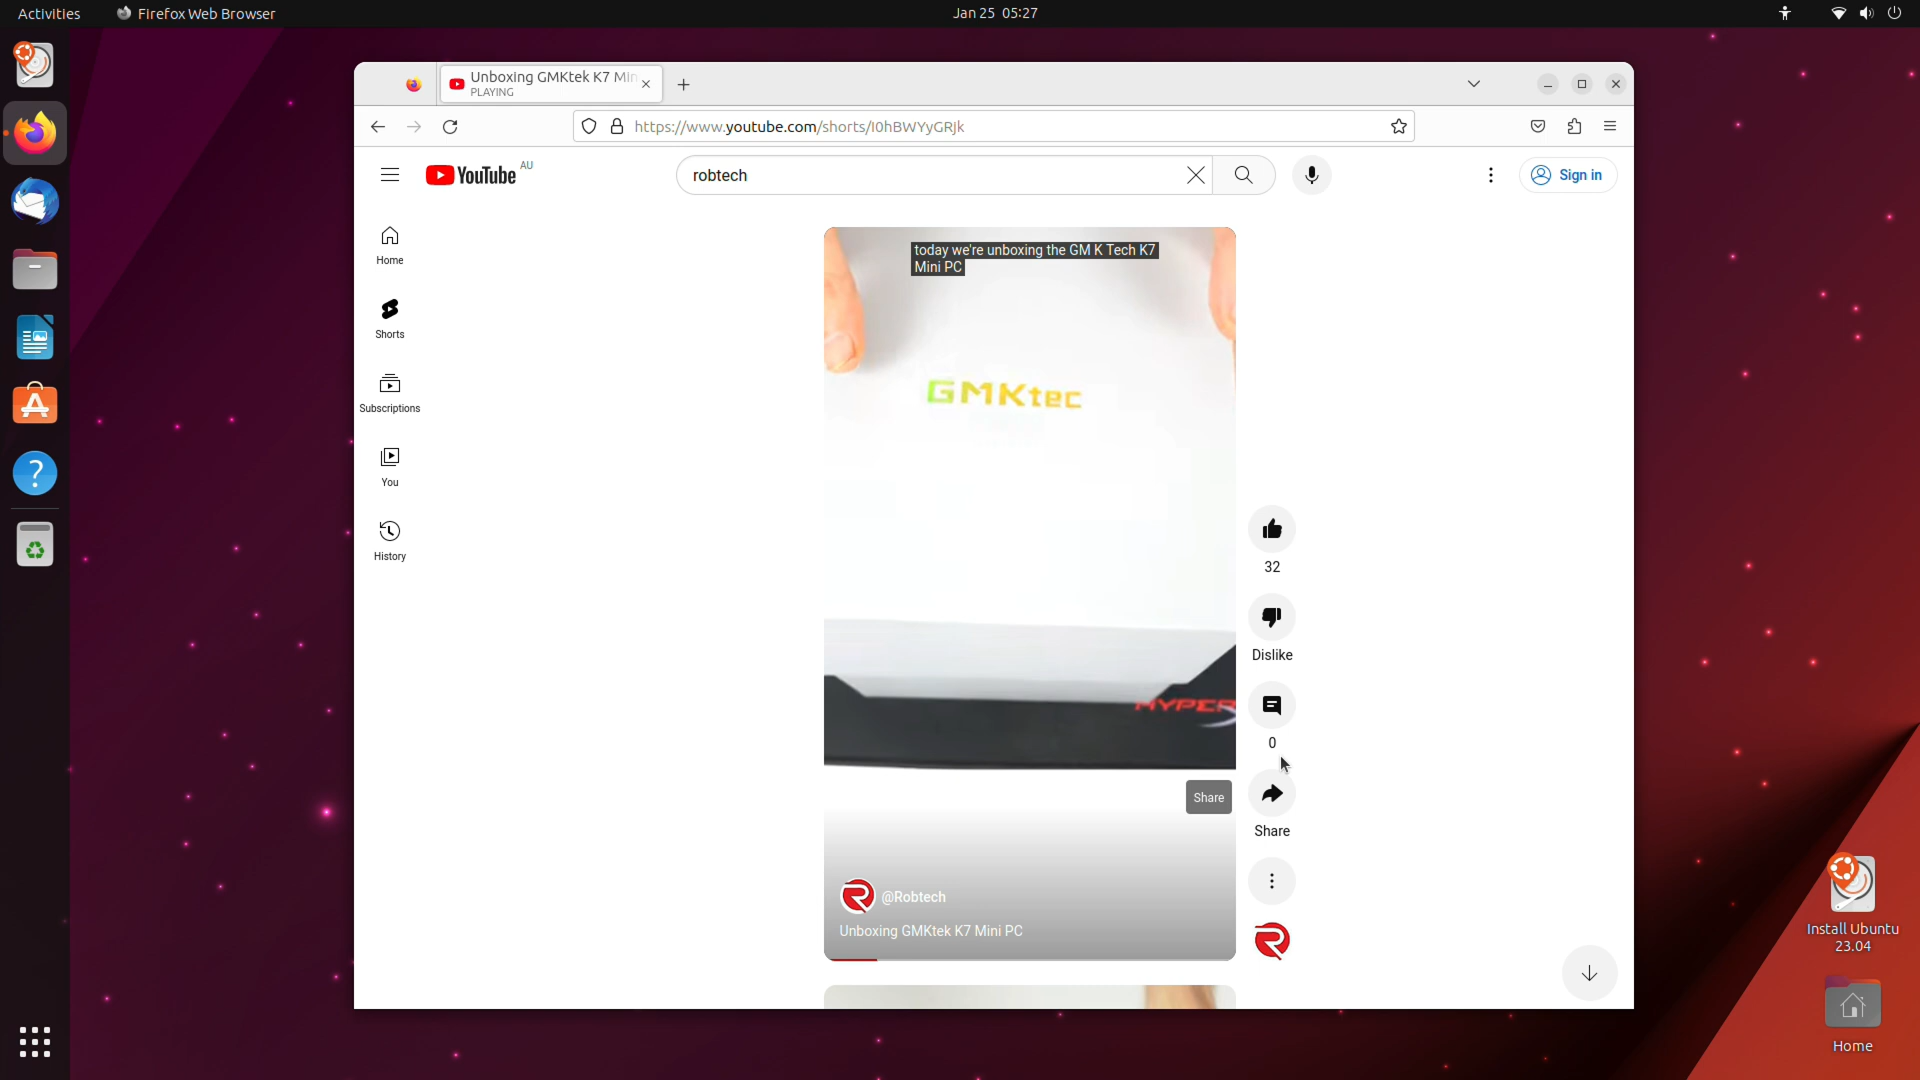 Activities
Firefox Web Browser
Jan 25 05:27
Unboxing GMKtek K7 Min
PLAYING
https://www.youtube.com/shorts/I0hBWYyGRJk
YouTube AU
robtech
Sign in
Home
Shorts
Subscriptions
You
History
today we're unboxing the GM K Tech K7
Mini PC
GMKtec
HYPER
Share
@Robtech
Unboxing GMKtek K7 Mini PC
32
Dislike
0
Share
Install Ubuntu
23.04
Home